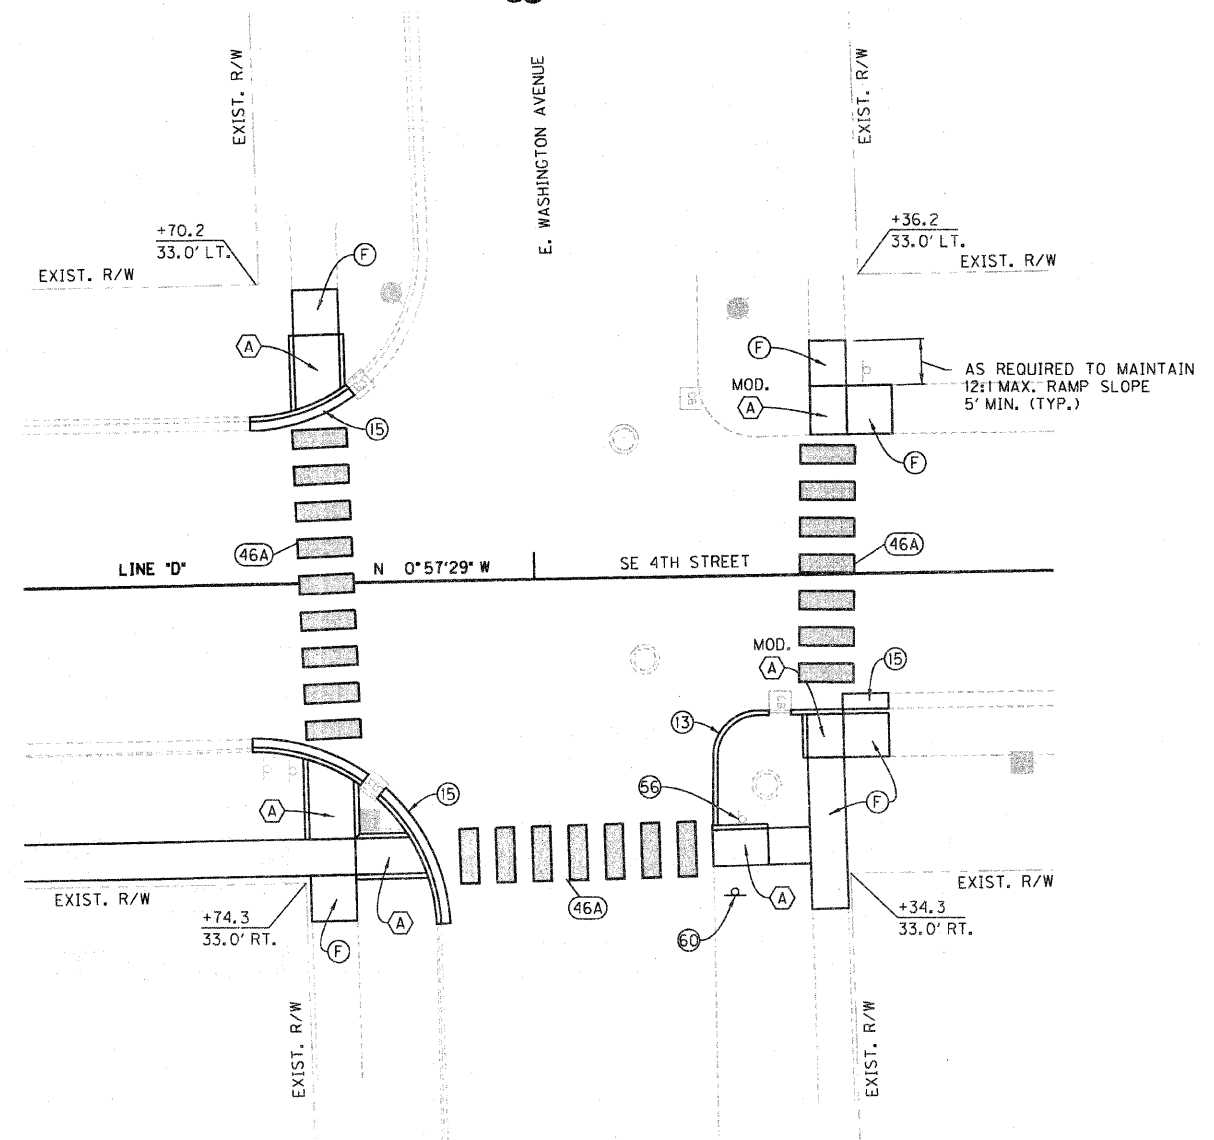 EXIST. R/W
E. WASHINGTON AVENUE
EXIST. R/W
+70.2
33.0' LT.
EXIST. R/W
F
A
15
+36.2
33.0' LT.
EXIST. R/W
F
MOD.
A
AS REQUIRED TO MAINTAIN
12:1 MAX. RAMP SLOPE
5' MIN. (TYP.)
F
46A
46A
LINE "D"
N 0°57'29" W
SE 4TH STREET
MOD.
A
15
13
56
15
A
F
EXIST. R/W
+74.3
33.0' RT.
A
F
46A
60
A
EXIST. R/W
+34.3
33.0' RT.
EXIST. R/W
EXIST. R/W